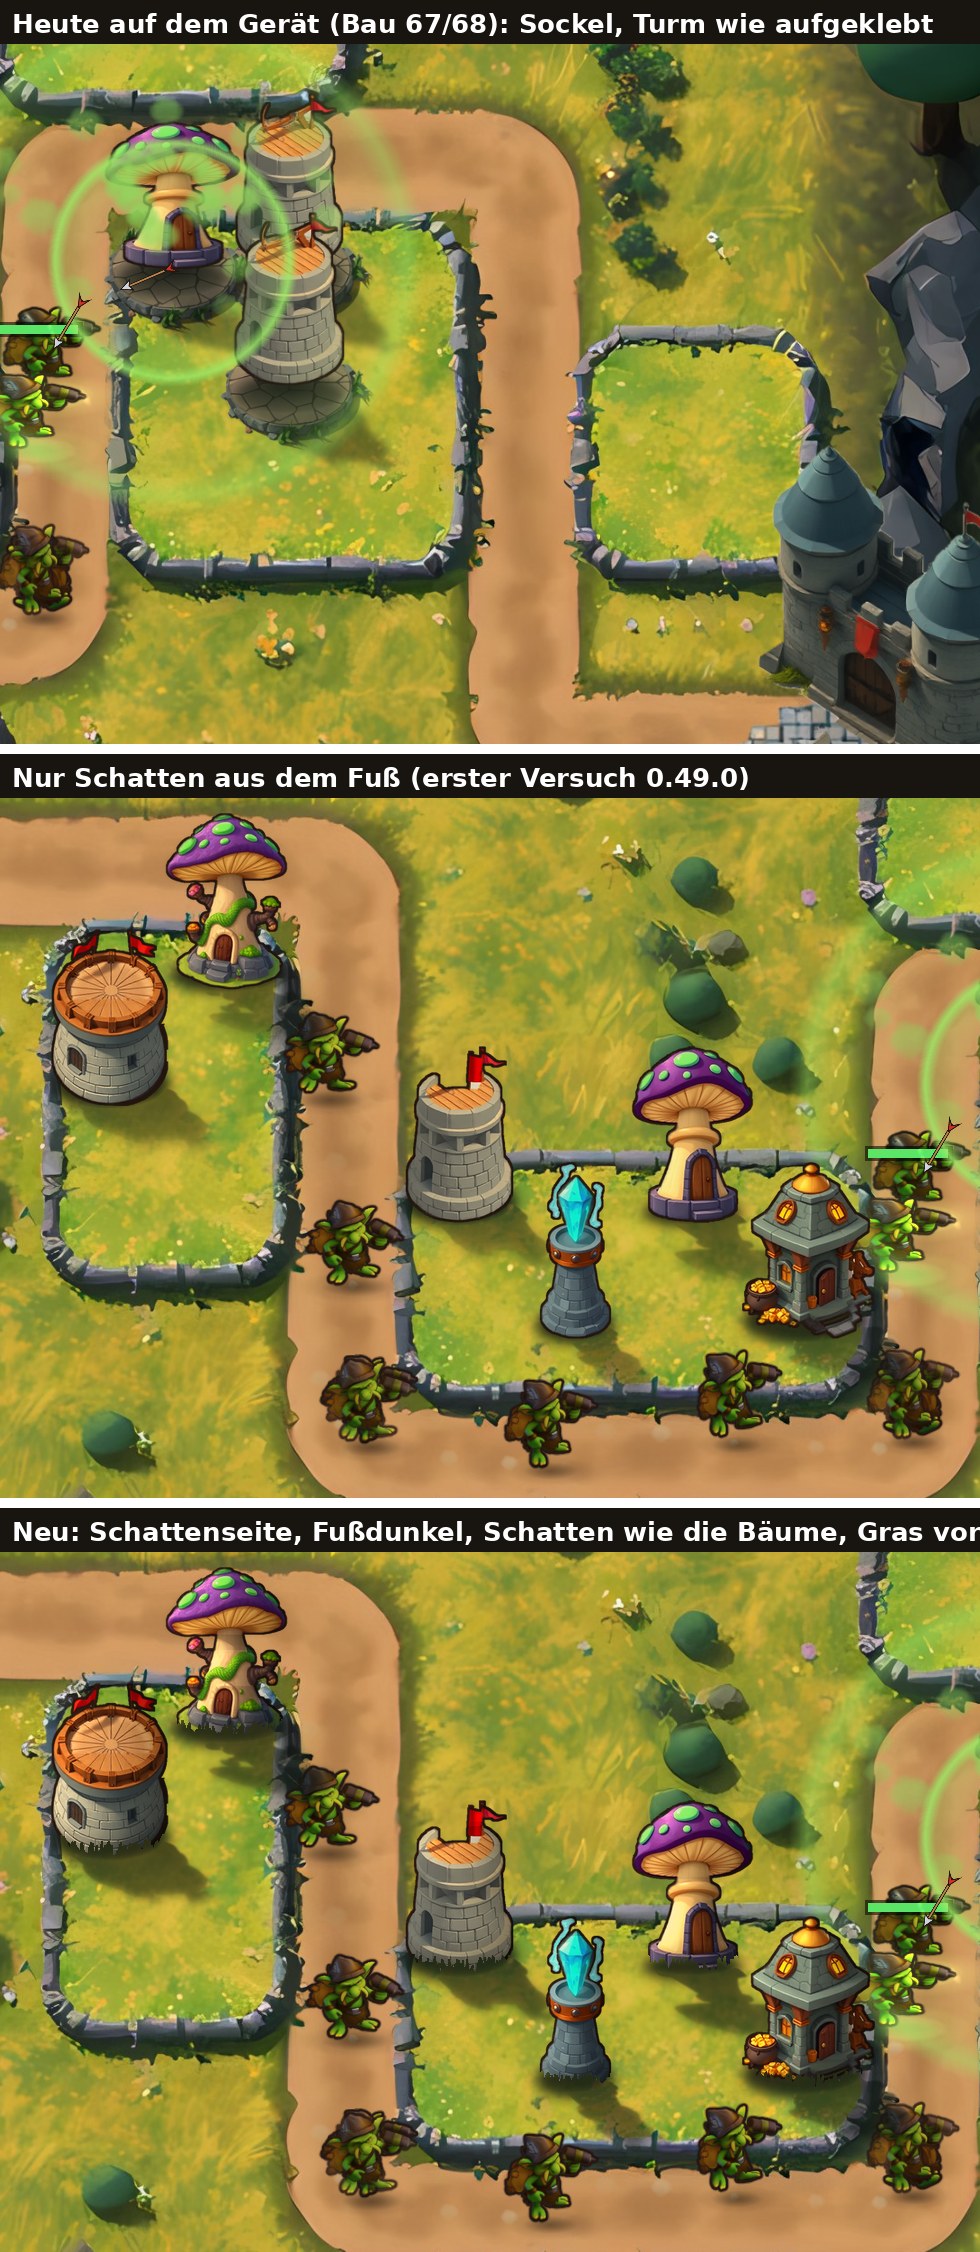 Heute auf dem Gerät (Bau 67/68): Sockel, Turm wie aufgeklebt
Nur Schatten aus dem Fuß (erster Versuch 0.49.0)
Neu: Schattenseite, Fußdunkel, Schatten wie die Bäume, Gras vor